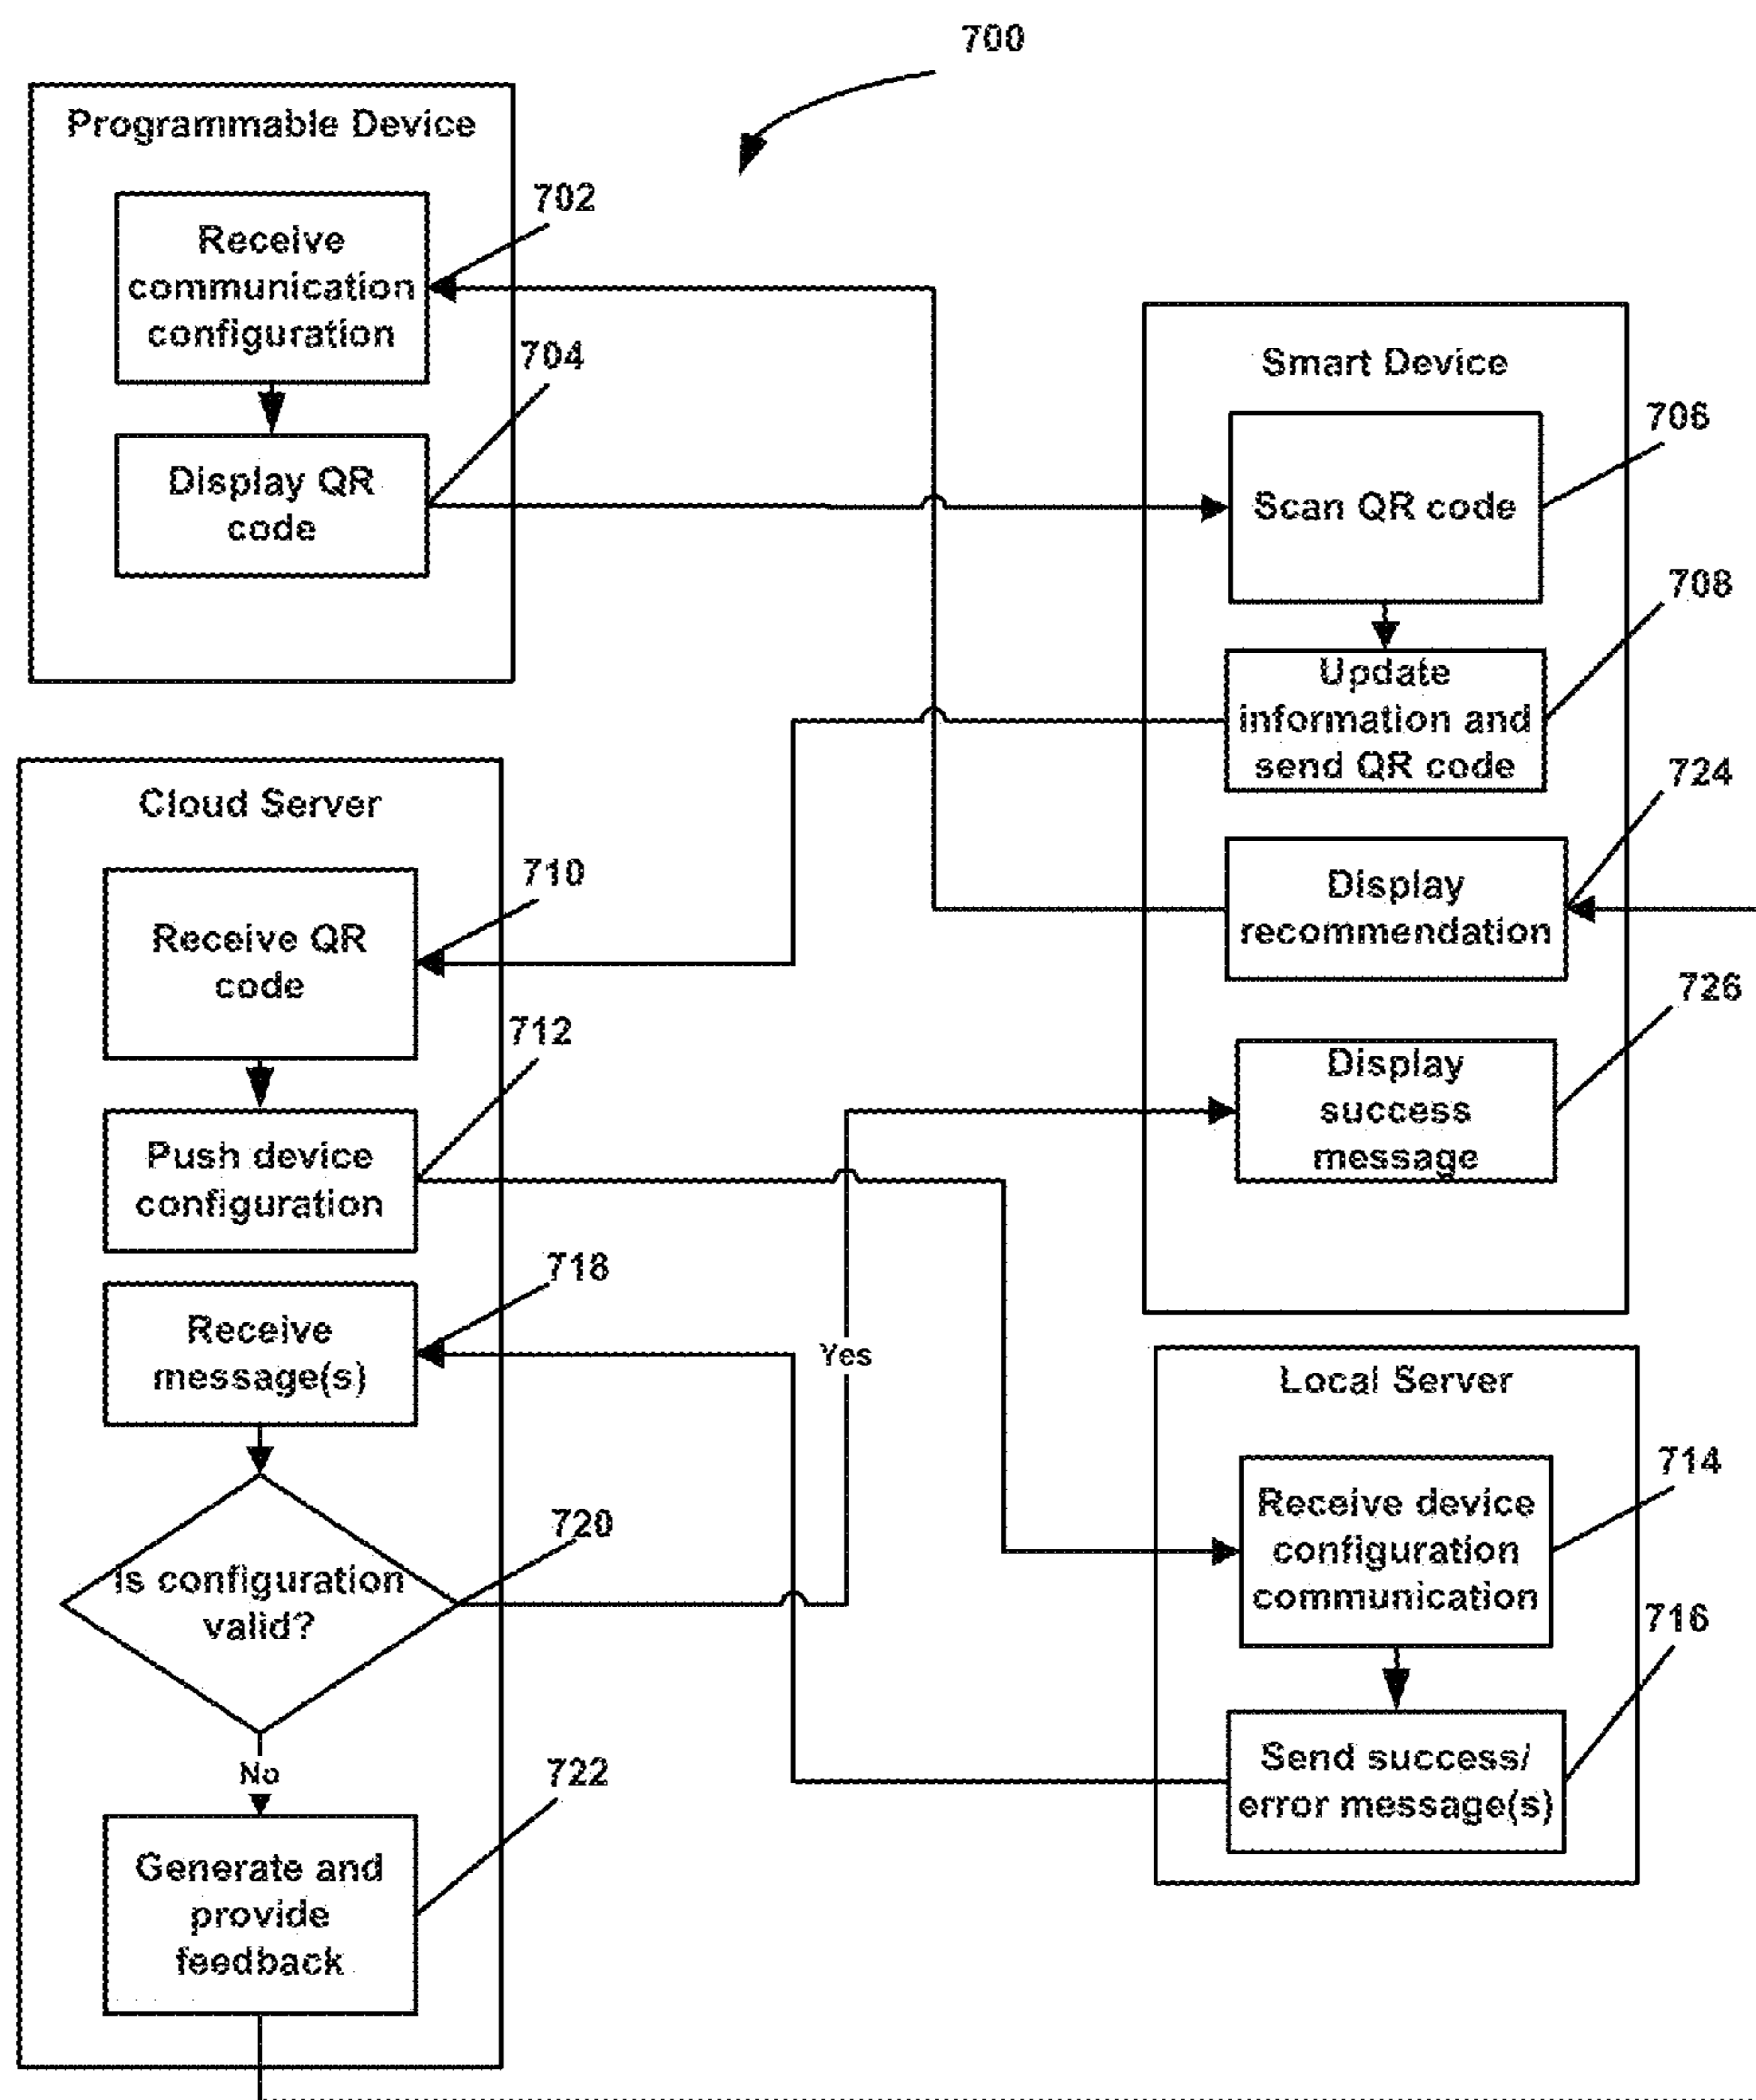 700
Programmable Device
702
Receive
communication
configuration
704
Display QR
code
Smart Device
706
Scan QR code
708
Update
information and
send QR code
724
Display
recommendation
726
Display
success
message
Cloud Server
710
Receive QR
code
712
Push device
configuration
718
Receive
message(s)
Yes
720
Is configuration
valid?
No
722
Generate and
provide
feedback
Local Server
714
Receive device
configuration
communication
716
Send success/
error message(s)